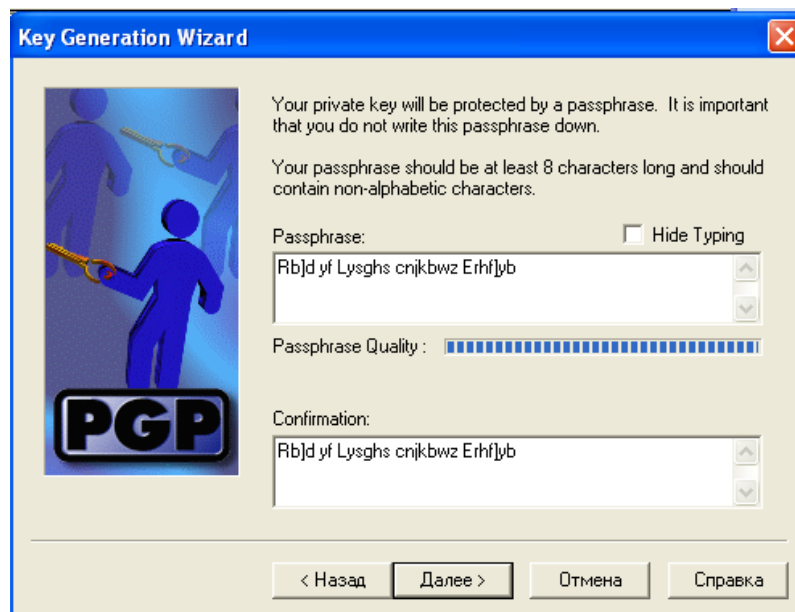 Key Generation Wizard
Your private key will be protected by a passphrase. It is important
that you do not write this passphrase down.
Your passphrase should be at least 8 characters long and should
contain non-alphabetic characters.
Passphrase:
Hide Typing
Rb]d yf Lysghs cnjkbwz Erhf]yb
Passphrase Quality :
PGP
Confirmation:
Rb]d yf Lysghs cnjkbwz Erhf]yb
< Назад
Далее >
Отмена
Справка